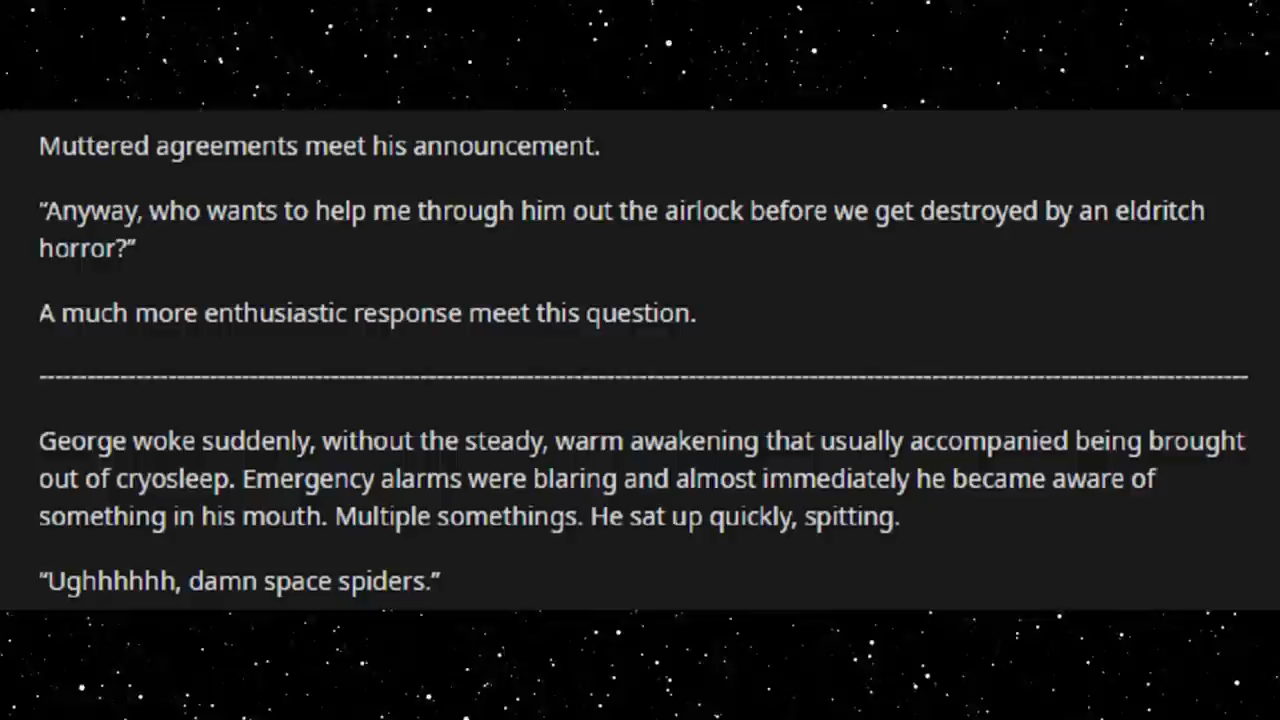 Muttered agreements meet his announcement.
“Anyway, who wants to help me through him out the airlock before we get destroyed by an eldritch
horror?”
A much more enthusiastic response meet this question.
George woke suddenly, without the steady, warm awakening that usually accompanied being brought
out of cryosleep. Emergency alarms were blaring and almost immediately he became aware of
something in his mouth. Multiple somethings. He sat up quickly, spitting.
“Ughhhhhh, damn space spiders.”